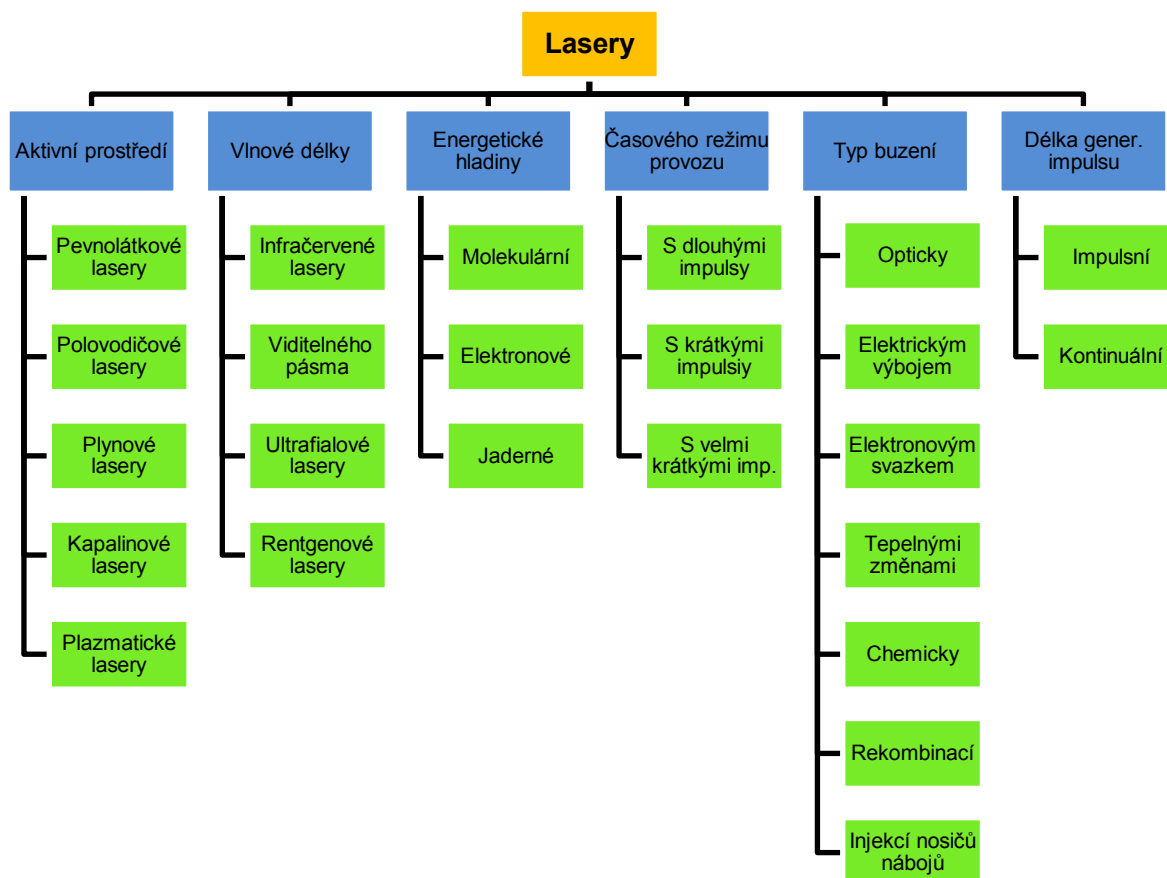 Lasery
Aktivní prostředí
Vlnové délky
Energetické
hladiny
Časového režimu
provozu
Typ buzení
Délka gener.
impulsu
Pevnolátkové
lasery
Polovodičové
lasery
Plynové
lasery
Kapalinové
lasery
Plazmatické
lasery
Infračervené
lasery
Viditelného
pásma
Ultrafialové
lasery
Rentgenové
lasery
Molekulární
Elektronové
Jaderné
S dlouhými
impulsy
S krátkými
impulsiy
S velmi
krátkými imp.
Opticky
Elektrickým
výbojem
Elektronovým
svazkem
Tepelnými
změnami
Chemicky
Rekombinací
Injekcí nosičů
nábojů
Impulsní
Kontinuální